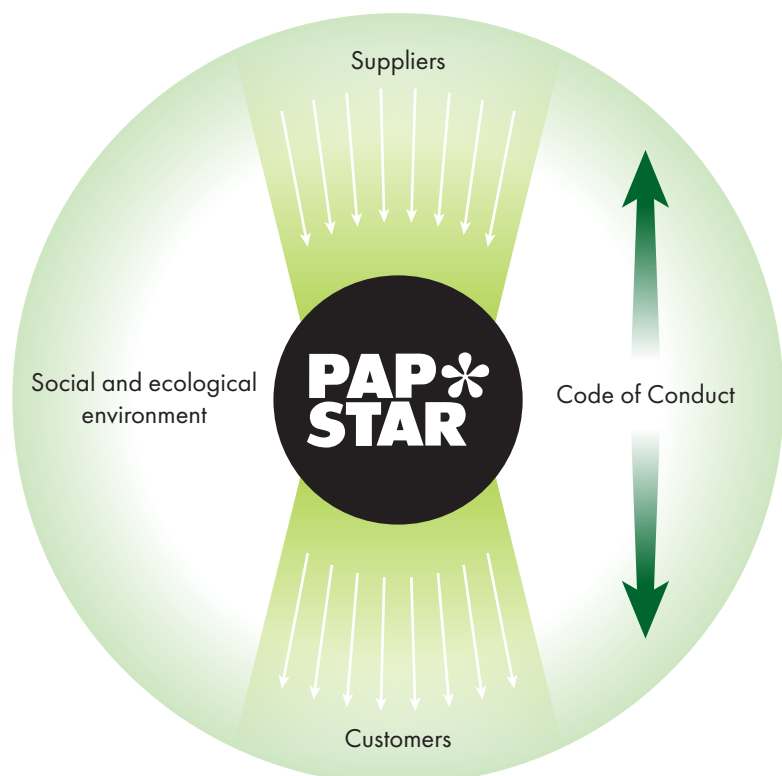 Suppliers
Social and ecological
environment
PAP*
STAR
Code of Conduct
Customers